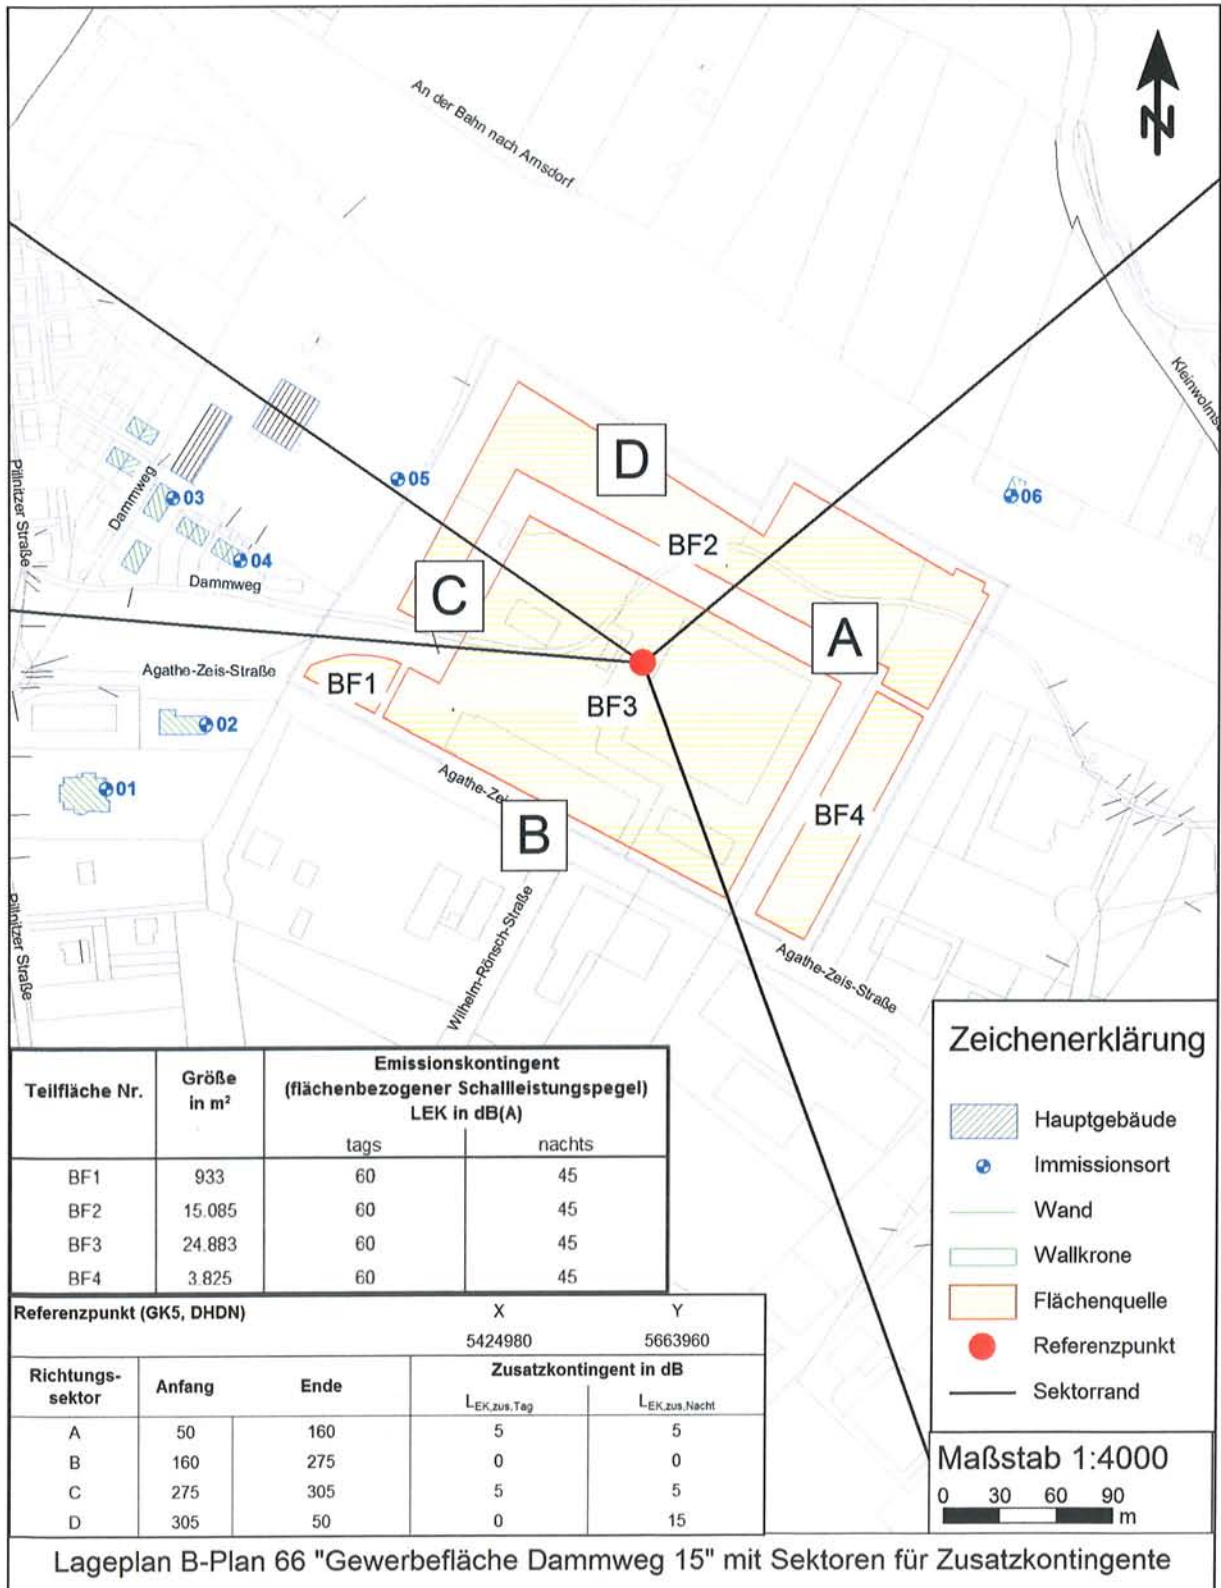 An der Bahn nach Arnsdorf
N
Pillnitzer Straße
Dammweg
03
04
05
06
Dammweg
Agathe-Zeis-Straße
02
01
D
BF2
C
A
BF1
BF3
Agathe-Zei
B
BF4
Wilhelm-Rönsch-Straße
Agathe-Zeis-Straße
Pillnitzer Straße
Teilfläche Nr. Größe in m² Emissionskontingent
(flächenbezogener Schallleistungspegel)
LEK in dB(A)
tags nachts
BF1 933 60 45
BF2 15.085 60 45
BF3 24.883 60 45
BF4 3.825 60 45
Referenzpunkt (GK5, DHDN) X Y
5424980 5663960
Richtungs-
sektor Anfang Ende Zusatzkontingent in dB
LEK,zus,Tag LEK,zus,Nacht
A 50 160 5 5
B 160 275 0 0
C 275 305 5 5
D 305 50 0 15
Zeichenerklärung
Hauptgebäude
Immissionsort
Wand
Wallkrone
Flächenquelle
Referenzpunkt
Sektorrand
Maßstab 1:4000
0 30 60 90
m
Lageplan B-Plan 66 "Gewerbefläche Dammweg 15" mit Sektoren für Zusatzkontingente